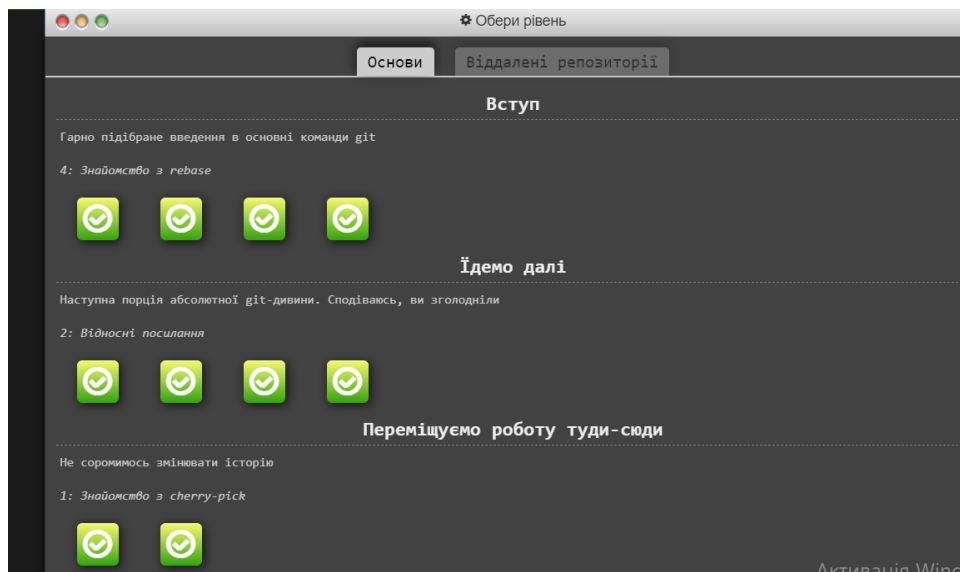 Обери рівень
Основи
Віддалені репозиторії
Вступ
Гарно підібране введення в основні команди git
4: Знайомство з rebase
Їдемо далі
Наступна порція абсолютної git-дивини. Сподіваюсь, ви зголодніли
2: Відносні посилання
Переміщуємо роботу туди-сюди
Не соромимось змінювати історію
1: Знайомство з cherry-pick
Активація